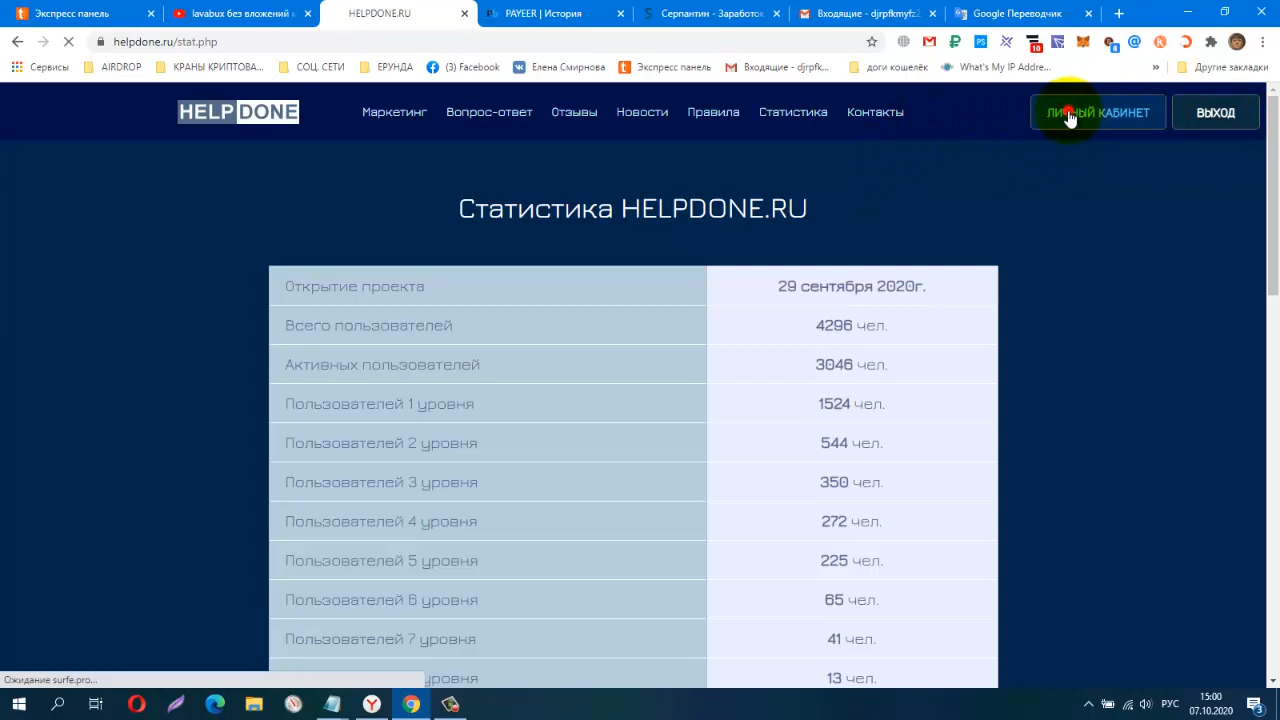 Экспресс панель
lavabux без вложений к
HELPDONE.RU
PAYEER | История
Серпантин - Заработок
Входящие - djrpfkmyfz2
Google Переводчик
helpdone.ru/stat.php
10
8
Сервисы
AIRDROP
КРАНЫ КРИПТОВА...
СОЦ. СЕТИ
ЕРУНДА
(3) Facebook
Елена Смирнова
Экспресс панель
Входящие - djrpfk...
доги кошелёк
What's My IP Addre...
»
Другие закладки
HELP DONE
Маркетинг
Вопрос-ответ
Отзывы
Новости
Правила
Статистика
Контакты
ЛИЧНЫЙ КАБИНЕТ
ВЫХОД
Статистика HELPDONE.RU
Открытие проекта 29 сентября 2020г.
Всего пользователей 4296 чел.
Активных пользователей 3046 чел.
Пользователей 1 уровня 1524 чел.
Пользователей 2 уровня 544 чел.
Пользователей 3 уровня 350 чел.
Пользователей 4 уровня 272 чел.
Пользователей 5 уровня 225 чел.
Пользователей 6 уровня 65 чел.
Пользователей 7 уровня 41 чел.
уровня 13 чел.
Ожидание surfe.pro...
РУС
15:00
07.10.2020
3